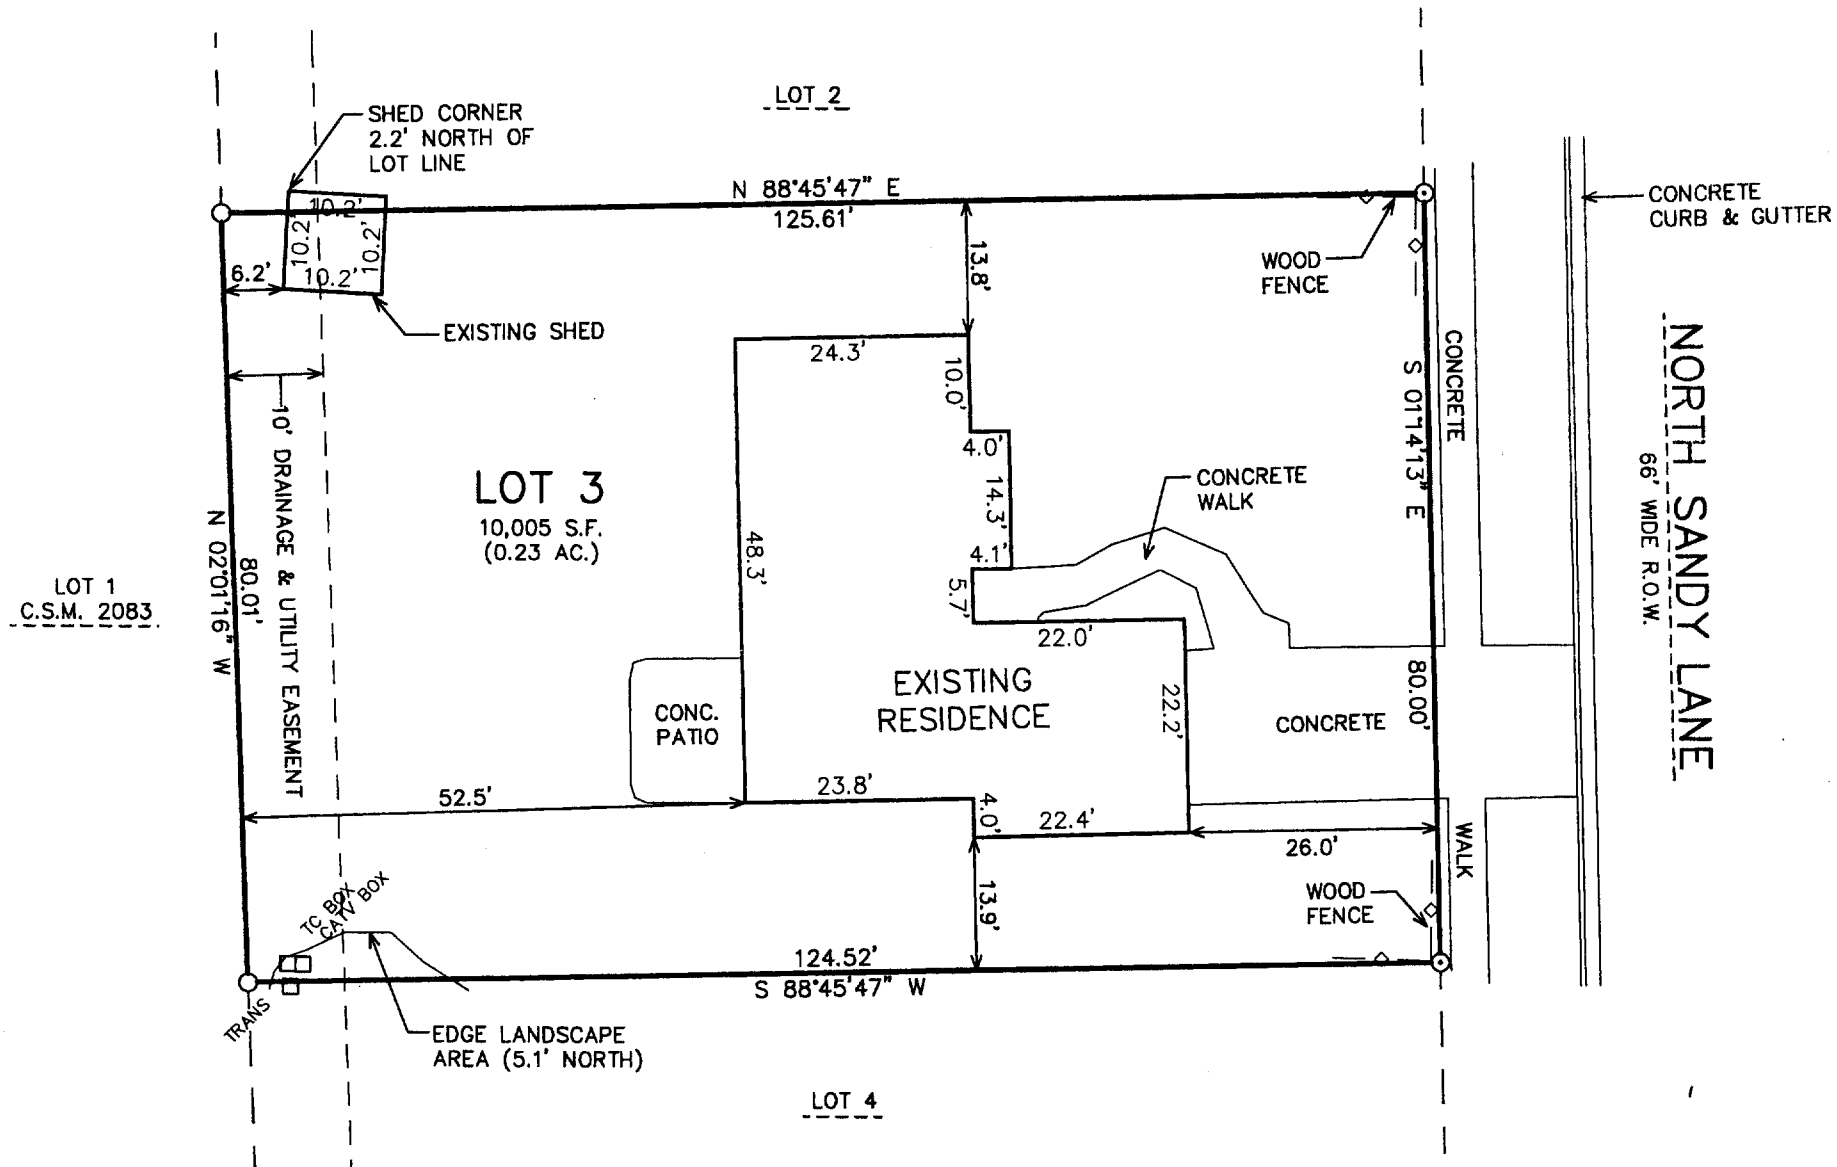 LOT 2
SHED CORNER
2.2' NORTH OF
LOT LINE
N 88°45'47" E
125.61'
CONCRETE
CURB & GUTTER
10.2'
10.2'
10.2'
10.2'
6.2'
EXISTING SHED
13.8'
WOOD
FENCE
24.3'
10.0'
4.0'
CONCRETE
S 01°14'13" E
NORTH SANDY LANE
66' WIDE R.O.W.
10' DRAINAGE & UTILITY EASEMENT
LOT 3
10,005 S.F.
(0.23 AC.)
CONCRETE
WALK
14.3'
4.1'
48.3'
5.7'
22.0'
LOT 1
C.S.M. 2083
N 02°01'16" W
80.01'
EXISTING
RESIDENCE
22.2'
CONC.
PATIO
CONCRETE
80.00'
52.5'
23.8'
4.0'
22.4'
26.0'
WALK
13.9'
WOOD
FENCE
TC BOX
CATV BOX
TRANS
124.52'
S 88°45'47" W
EDGE LANDSCAPE
AREA (5.1' NORTH)
LOT 4